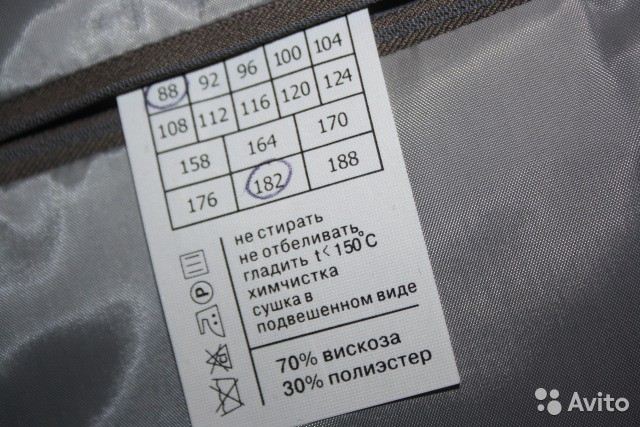 88 92 96 100 104
108 112 116 120 124
158 164 170
176 182 188
не стирать
не отбеливать
гладить t<150°С
химчистка
сушка в
подвешенном виде
P
70% вискоза
30% полиэстер
Avito